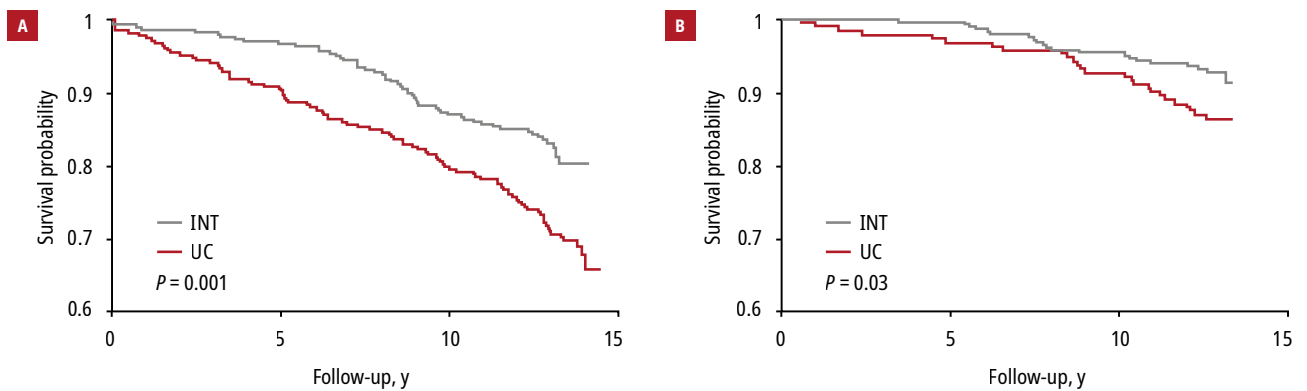 A
Survival probability
1
0.9
0.8
0.7
0.6
INT
UC
P = 0.001
0
5
10
15
Follow-up, y
B
Survival probability
1
0.9
0.8
0.7
0.6
INT
UC
P = 0.03
0
5
10
15
Follow-up, y